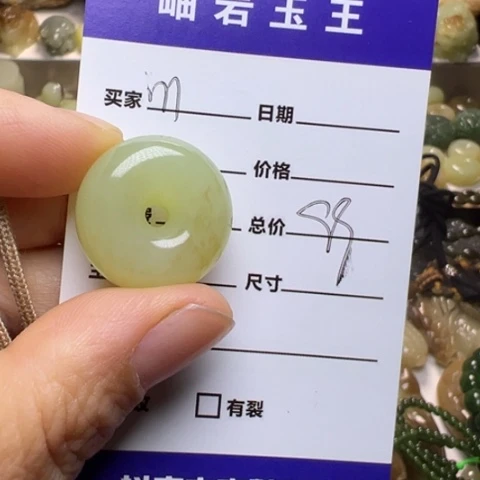 岫岩玉王
买家 m 日期
价格
总价 58
尺寸
有裂